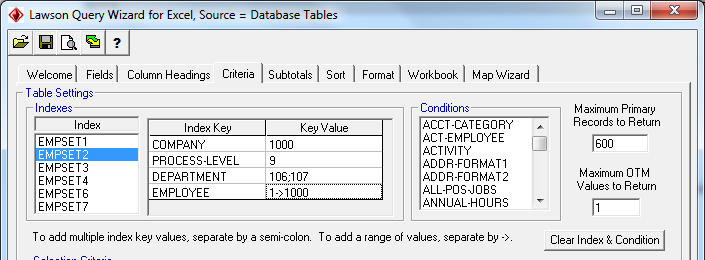 Lawson Query Wizard for Excel, Source = Database Tables
?
Welcome Fields Column Headings Criteria Subtotals Sort Format Workbook Map Wizard
Table Settings
Indexes
Index
EMPSET1
EMPSET2
EMPSET3
EMPSET4
EMPSET6
EMPSET7
Index Key Key Value
COMPANY 1000
PROCESS-LEVEL 9
DEPARTMENT 106;107
EMPLOYEE 1->1000
Conditions
ACCT-CATEGORY
ACT-EMPLOYEE
ACTIVITY
ADDR-FORMAT1
ADDR-FORMAT2
ALL-POS-JOBS
ANNUAL-HOURS
Maximum Primary
Records to Return
600
Maximum OTM
Values to Return
1
To add multiple index key values, separate by a semi-colon. To add a range of values, separate by ->.
Clear Index & Condition
Selection Criteria